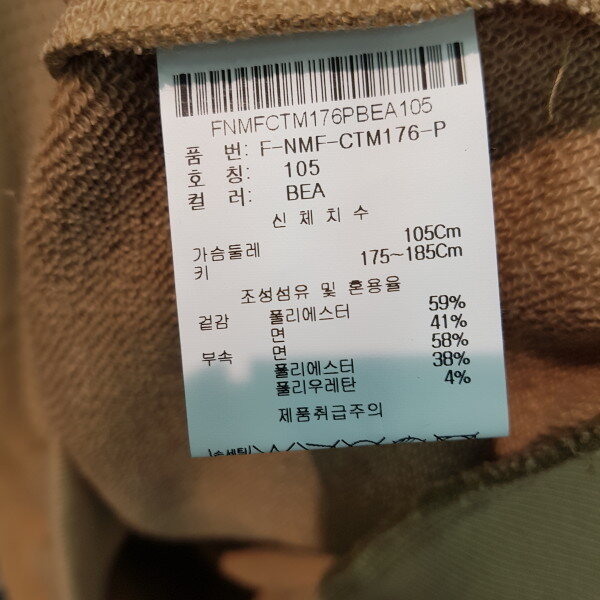 FNMFCTM176PBEA105
품 번: F-NMF-CTM176-P
호 칭: 105
컬 러: BEA
신체치수
가슴둘레 105Cm
키 175~185Cm
조성섬유 및 혼용율
겉감 폴리에스터 59%
면 41%
부속 면 58%
폴리에스터 38%
폴리우레탄 4%
제품취급주의